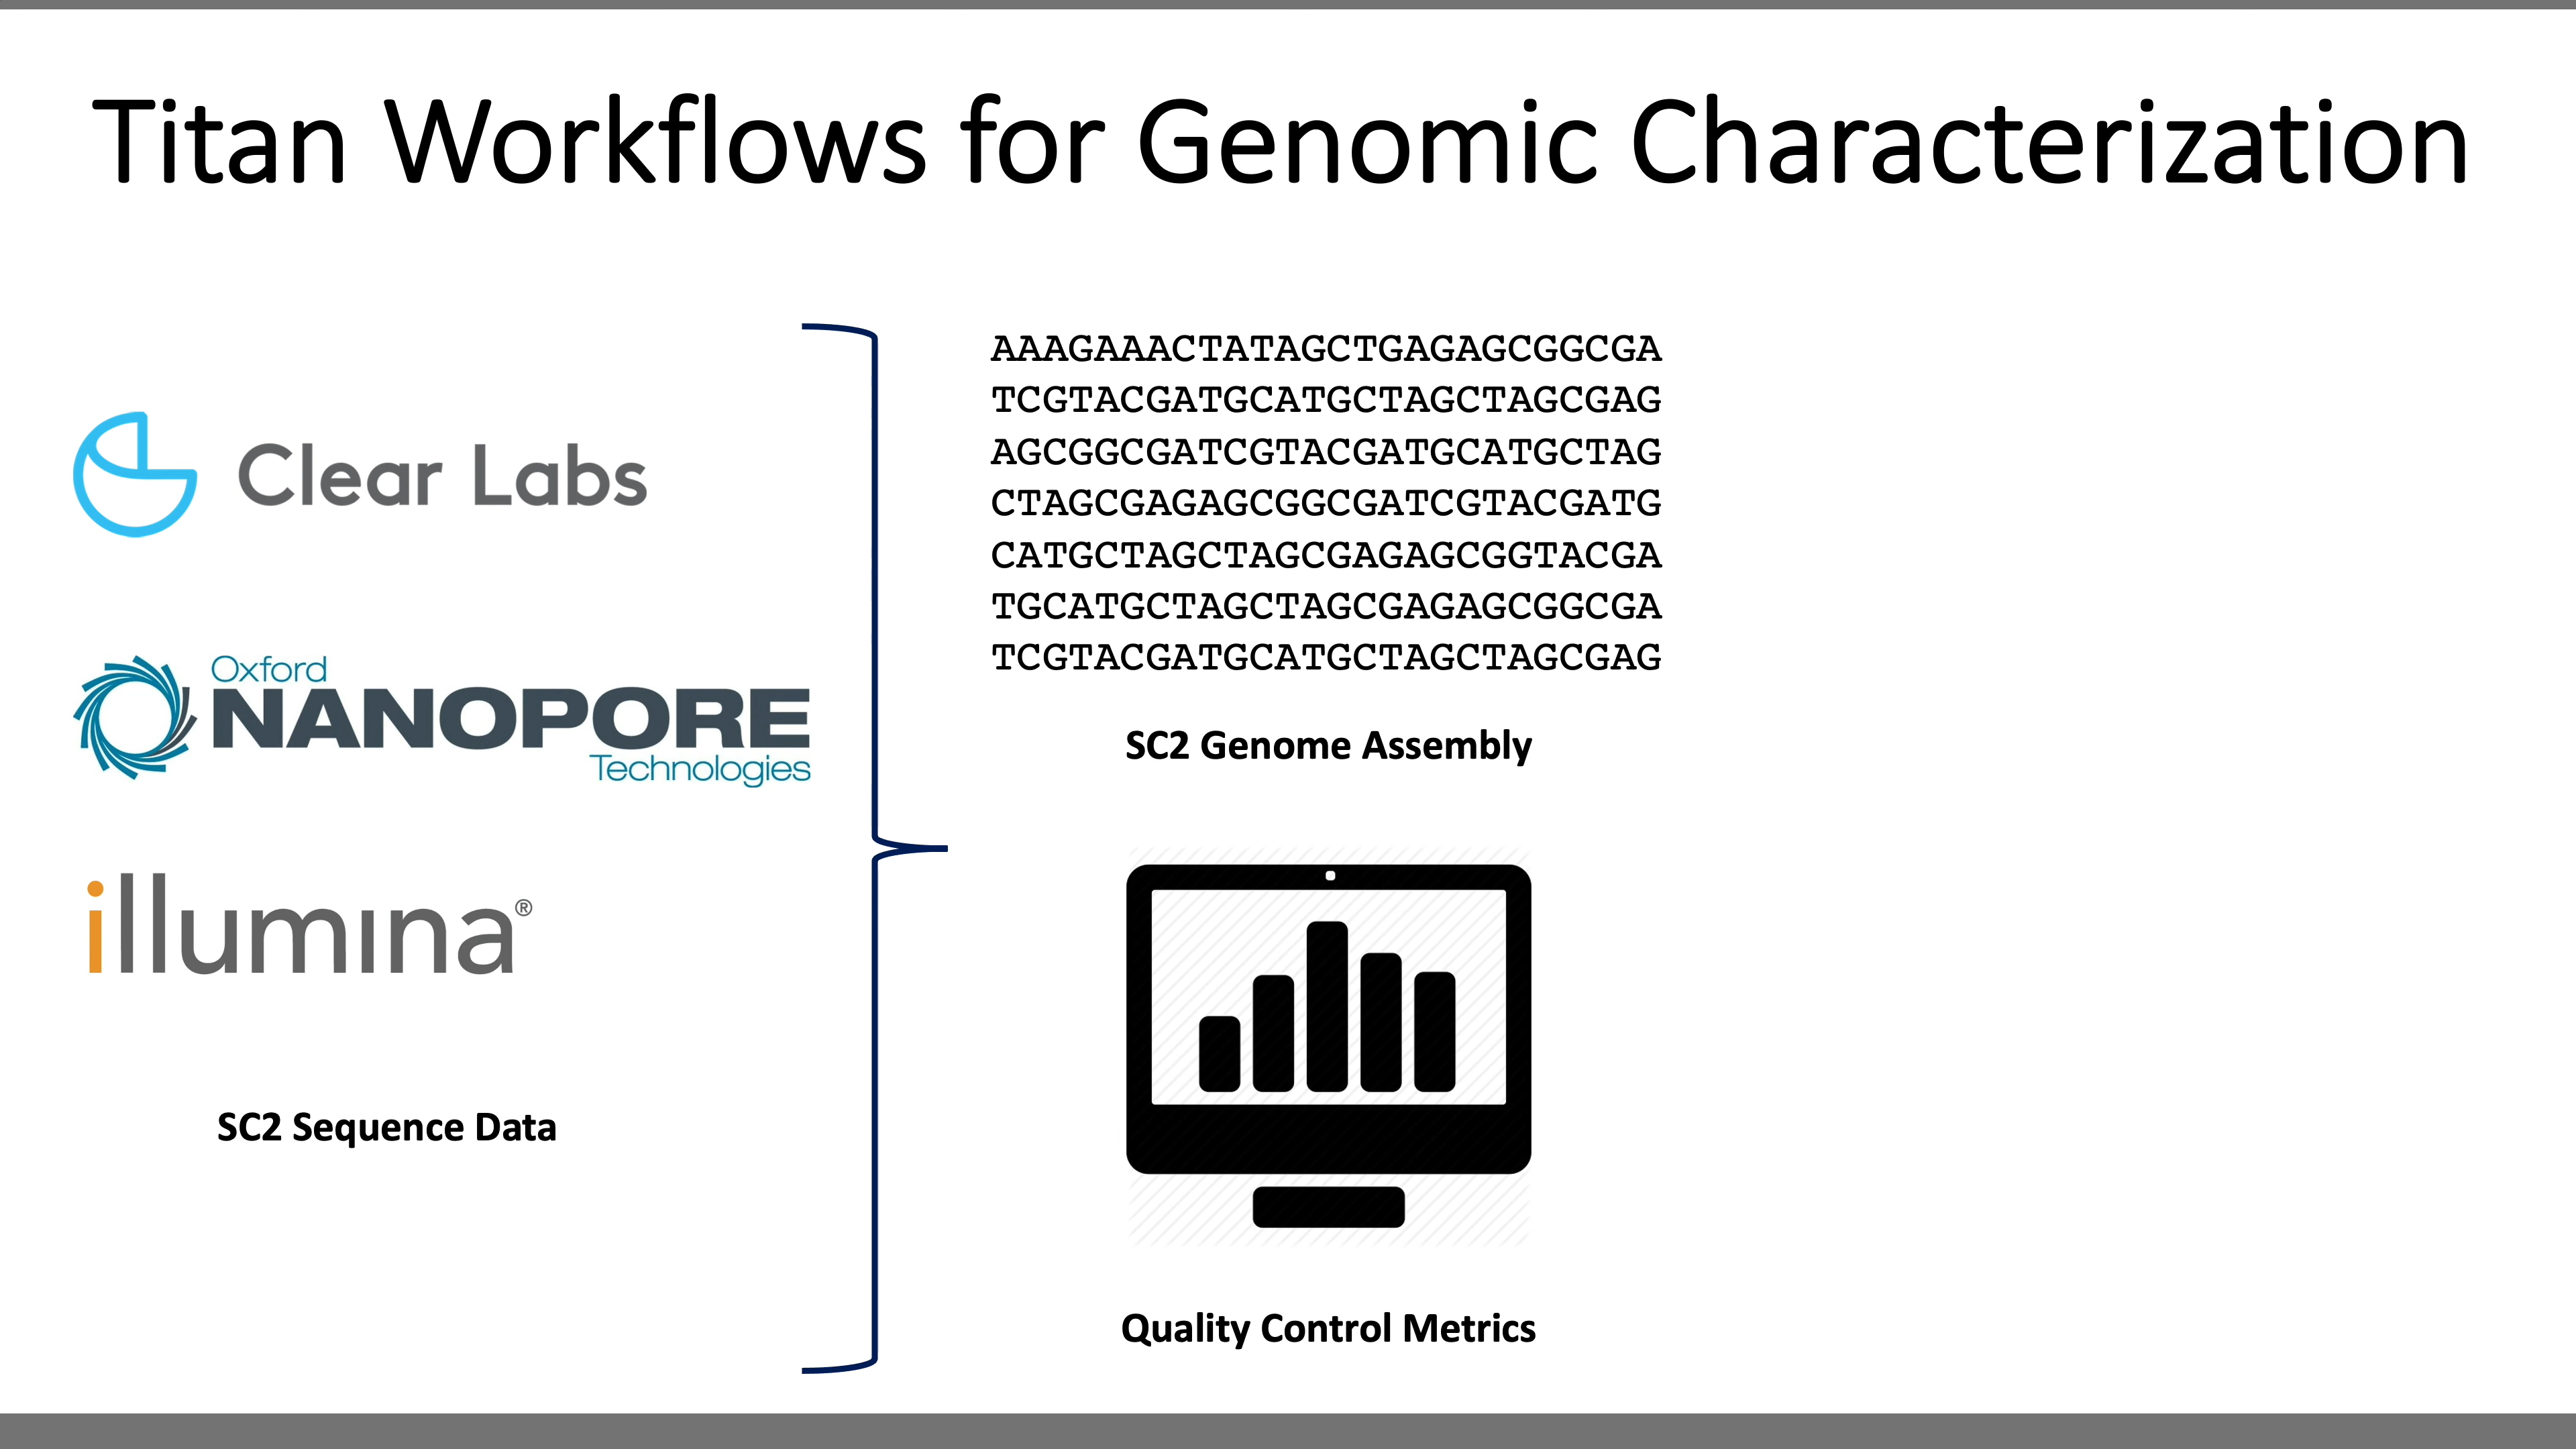 Titan Workflows for Genomic Characterization
Clear Labs
Oxford
NANOPORE
Technologies
illumina®
SC2 Sequence Data
AAAGAAACTATAGCTGAGAGCGGCGA
TCGTACGATGCATGCTAGCTAGCGAG
AGCGGCGATCGTACGATGCATGCTAG
CTAGCGAGAGCGGCGATCGTACGATG
CATGCTAGCTAGCGAGAGCGGTACGA
TGCATGCTAGCTAGCGAGAGCGGCGA
TCGTACGATGCATGCTAGCTAGCGAG
SC2 Genome Assembly
Quality Control Metrics